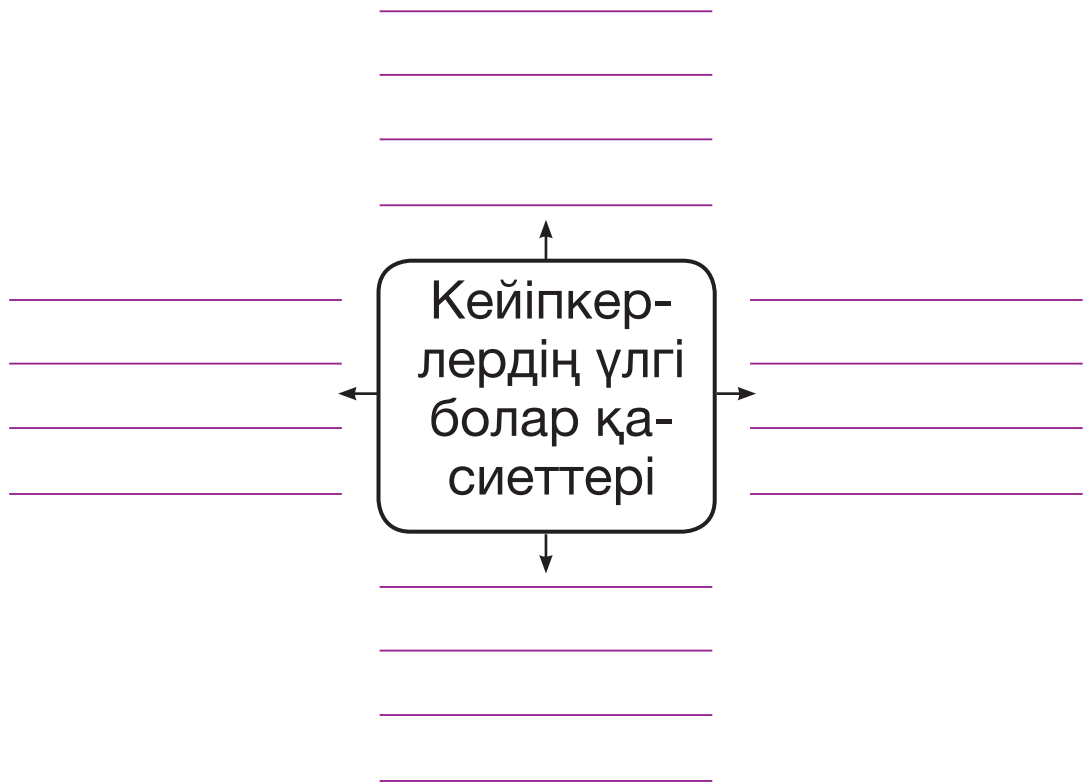 Кейіпкер-
лердің үлгі
болар қа-
сиеттері